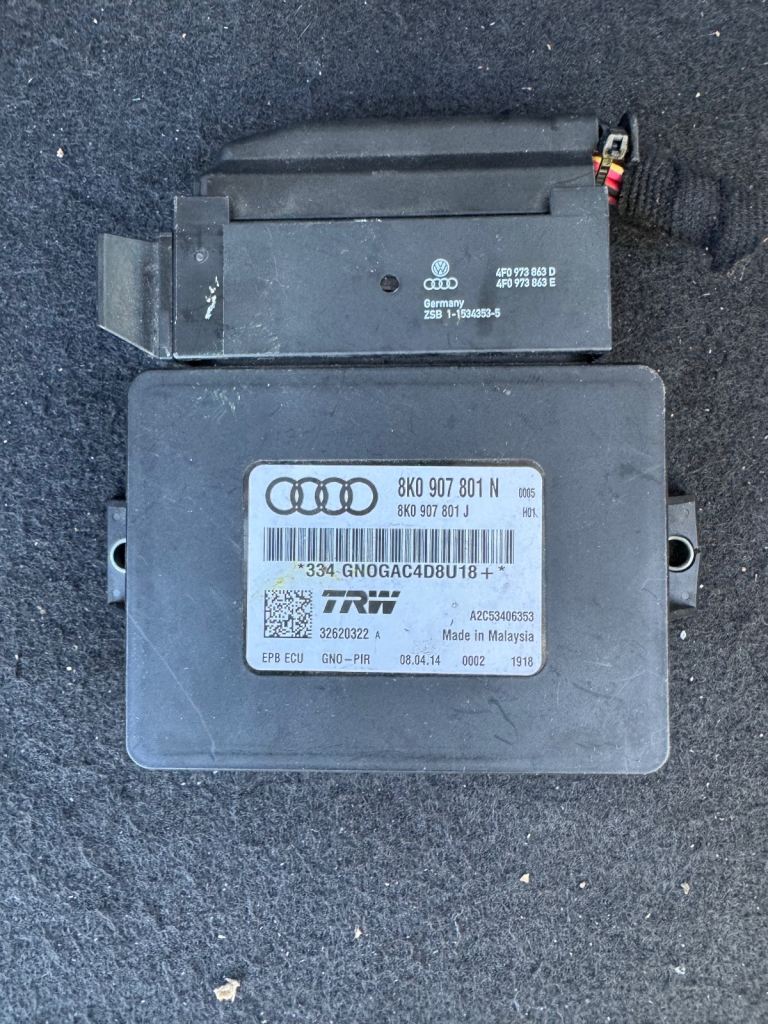 4F0 973 863 D
4F0 973 863 E
Germany
ZSB 1-1534353-5
8K0 907 801 N 0005
8K0 907 801 J H01
*334 GNOGAC4D8U18+*
TRW
A2C53406353
32620322 A Made in Malaysia
EPB ECU GNO-PIR 08.04.14 0002 1918